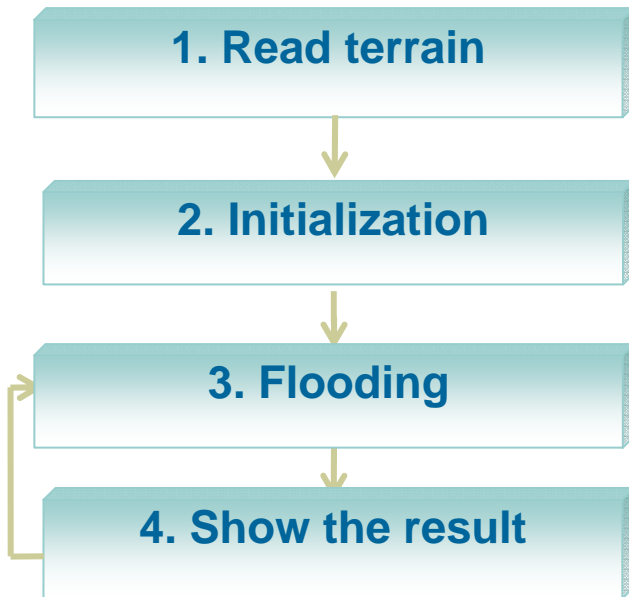 1. Read terrain
2. Initialization
3. Flooding
4. Show the result